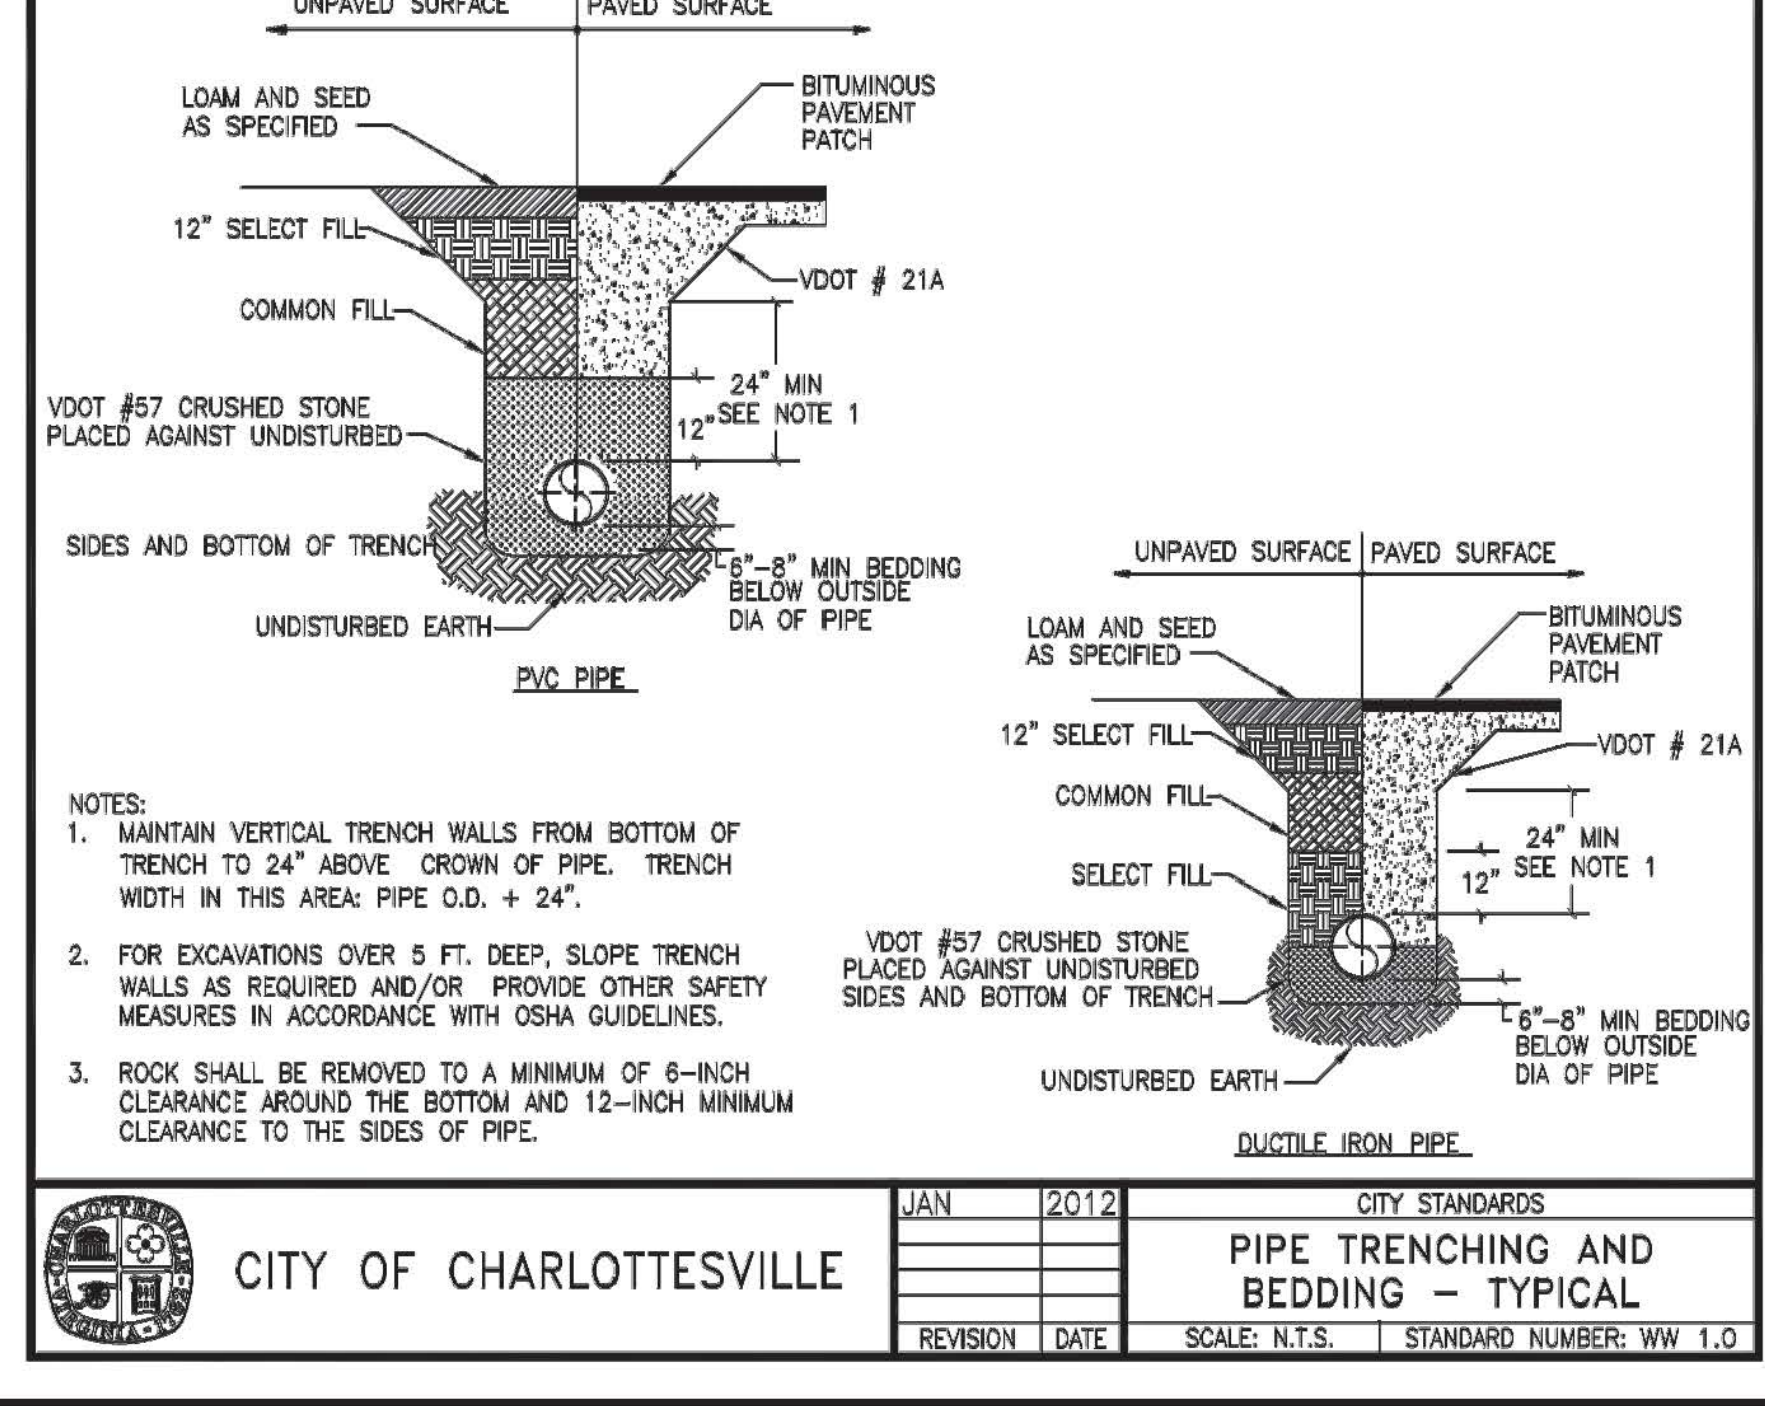 UNPAVED SURFACE
PAVED SURFACE
LOAM AND SEED
AS SPECIFIED
BITUMINOUS
PAVEMENT
PATCH
12" SELECT FILL
VDOT # 21A
COMMON FILL
24" MIN
SEE NOTE 1
12"
VDOT #57 CRUSHED STONE
PLACED AGAINST UNDISTURBED
SIDES AND BOTTOM OF TRENCH
6"-8" MIN BEDDING
BELOW OUTSIDE
DIA OF PIPE
UNDISTURBED EARTH
PVC PIPE
UNPAVED SURFACE
PAVED SURFACE
LOAM AND SEED
AS SPECIFIED
BITUMINOUS
PAVEMENT
PATCH
12" SELECT FILL
VDOT # 21A
COMMON FILL
24" MIN
SEE NOTE 1
12"
SELECT FILL
VDOT #57 CRUSHED STONE
PLACED AGAINST UNDISTURBED
SIDES AND BOTTOM OF TRENCH
6"-8" MIN BEDDING
BELOW OUTSIDE
DIA OF PIPE
UNDISTURBED EARTH
DUCTILE IRON PIPE
NOTES:
1. MAINTAIN VERTICAL TRENCH WALLS FROM BOTTOM OF
TRENCH TO 24" ABOVE CROWN OF PIPE. TRENCH
WIDTH IN THIS AREA: PIPE O.D. + 24".
2. FOR EXCAVATIONS OVER 5 FT. DEEP, SLOPE TRENCH
WALLS AS REQUIRED AND/OR PROVIDE OTHER SAFETY
MEASURES IN ACCORDANCE WITH OSHA GUIDELINES.
3. ROCK SHALL BE REMOVED TO A MINIMUM OF 6-INCH
CLEARANCE AROUND THE BOTTOM AND 12-INCH MINIMUM
CLEARANCE TO THE SIDES OF PIPE.
CHARLOTTESVILLE
VIRGINIA-1762
CITY OF CHARLOTTESVILLE
JAN 2012
REVISION DATE
CITY STANDARDS
PIPE TRENCHING AND
BEDDING - TYPICAL
SCALE: N.T.S.
STANDARD NUMBER: WW 1.0